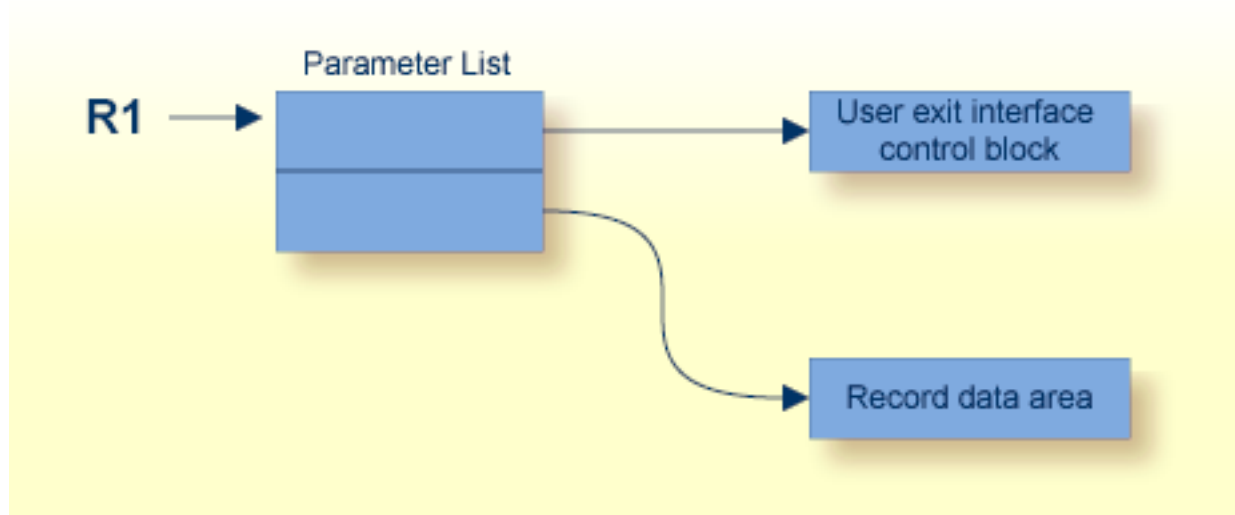 Parameter List
R1
User exit interface
control block
Record data area